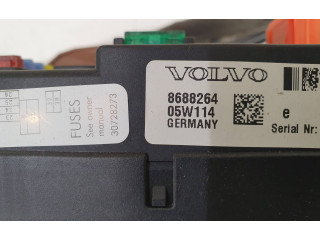 FUSES
See owner
manual
30728273
VOLVO
8688264
05W114
GERMANY
e
Serial Nr: